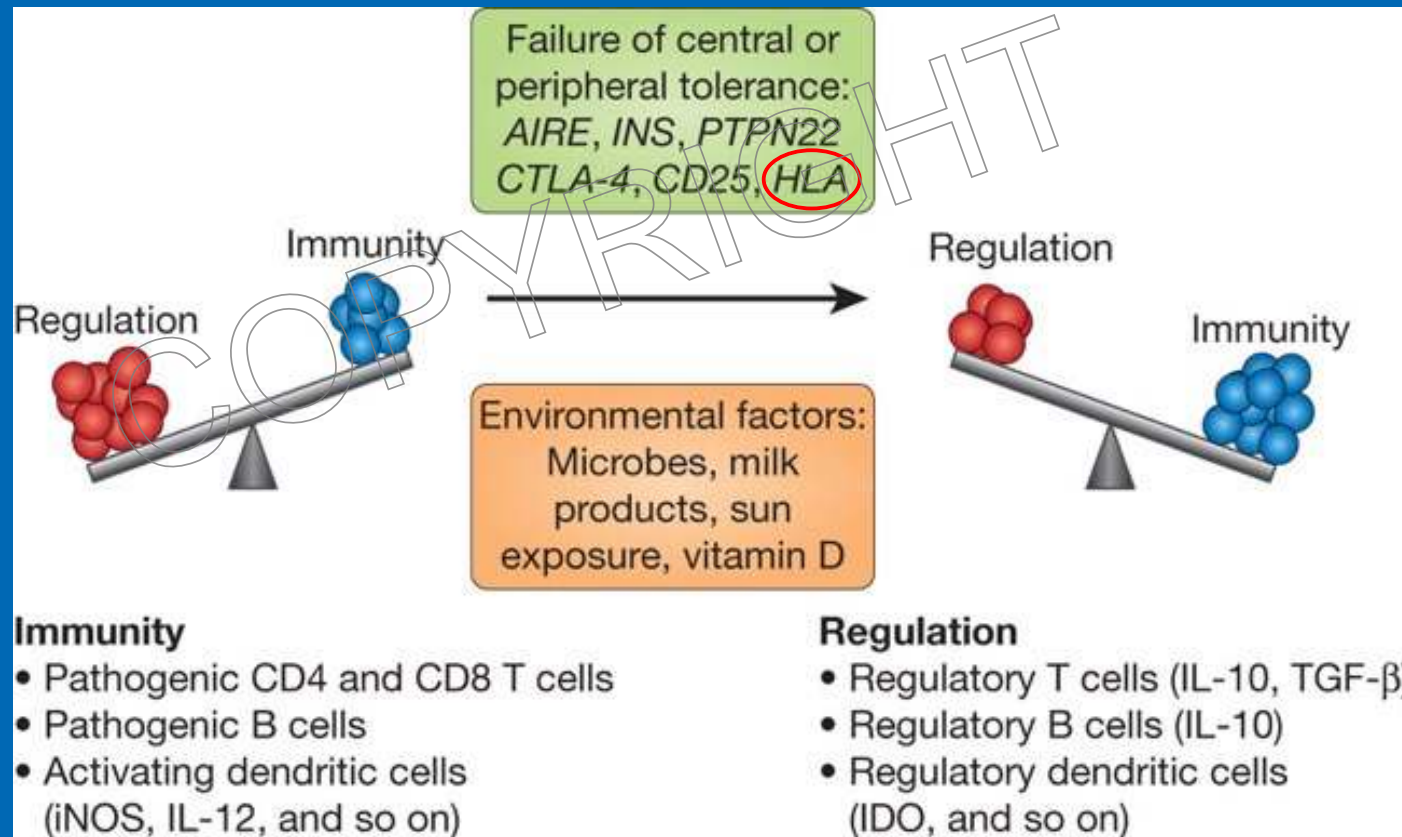 Failure of central or
peripheral tolerance:
AIRE, INS, PTPN22
CTLA-4, CD25, HLA
Immunity
Regulation
Regulation
Immunity
COPYRIGHT
Environmental factors:
Microbes, milk
products, sun
exposure, vitamin D
Immunity
• Pathogenic CD4 and CD8 T cells
• Pathogenic B cells
• Activating dendritic cells
(iNOS, IL-12, and so on)
Regulation
• Regulatory T cells (IL-10, TGF-β)
• Regulatory B cells (IL-10)
• Regulatory dendritic cells
(IDO, and so on)